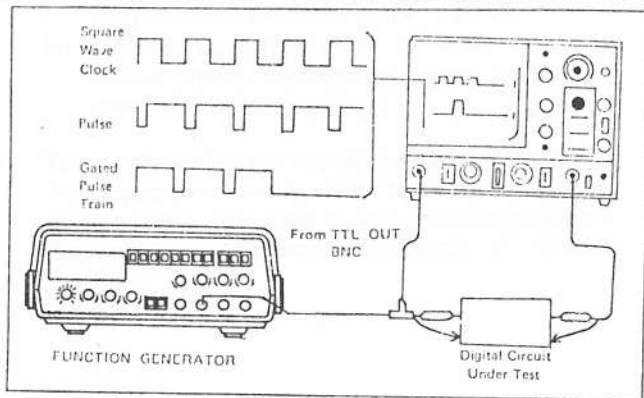 Square
Wave
Clock
Pulse
Gated
Pulse
Train
From TTL OUT
BNC
FUNCTION GENERATOR
Digital Circuit
Under Test